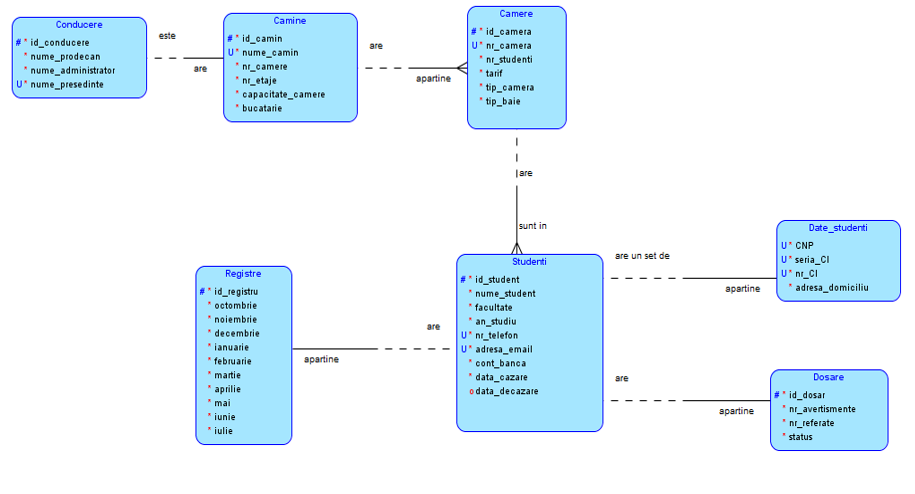 Conducere
# * id_conducere
* nume_prodecan
* nume_administrator
U * nume_presedinte
este
are
Camine
# * id_camin
U * nume_camin
* nr_camere
* nr_etaje
* capacitate_camere
* bucatarie
are
apartine
Camere
# * id_camera
U * nr_camera
* nr_studenti
* tarif
* tip_camera
* tip_baie
are
sunt in
Registre
# * id_registru
* octombrie
* noiembrie
* decembrie
* ianuarie
* februarie
* martie
* aprilie
* mai
* iunie
* iulie
are
apartine
Studenti
# * id_student
* nume_student
* facultate
* an_studiu
U * nr_telefon
U * adresa_email
* cont_banca
* data_cazare
o data_decazare
are un set de
apartine
Date_studenti
U * CNP
U * seria_CI
U * nr_CI
* adresa_domiciliu
are
apartine
Dosare
# * id_dosar
* nr_avertismente
* nr_referate
* status